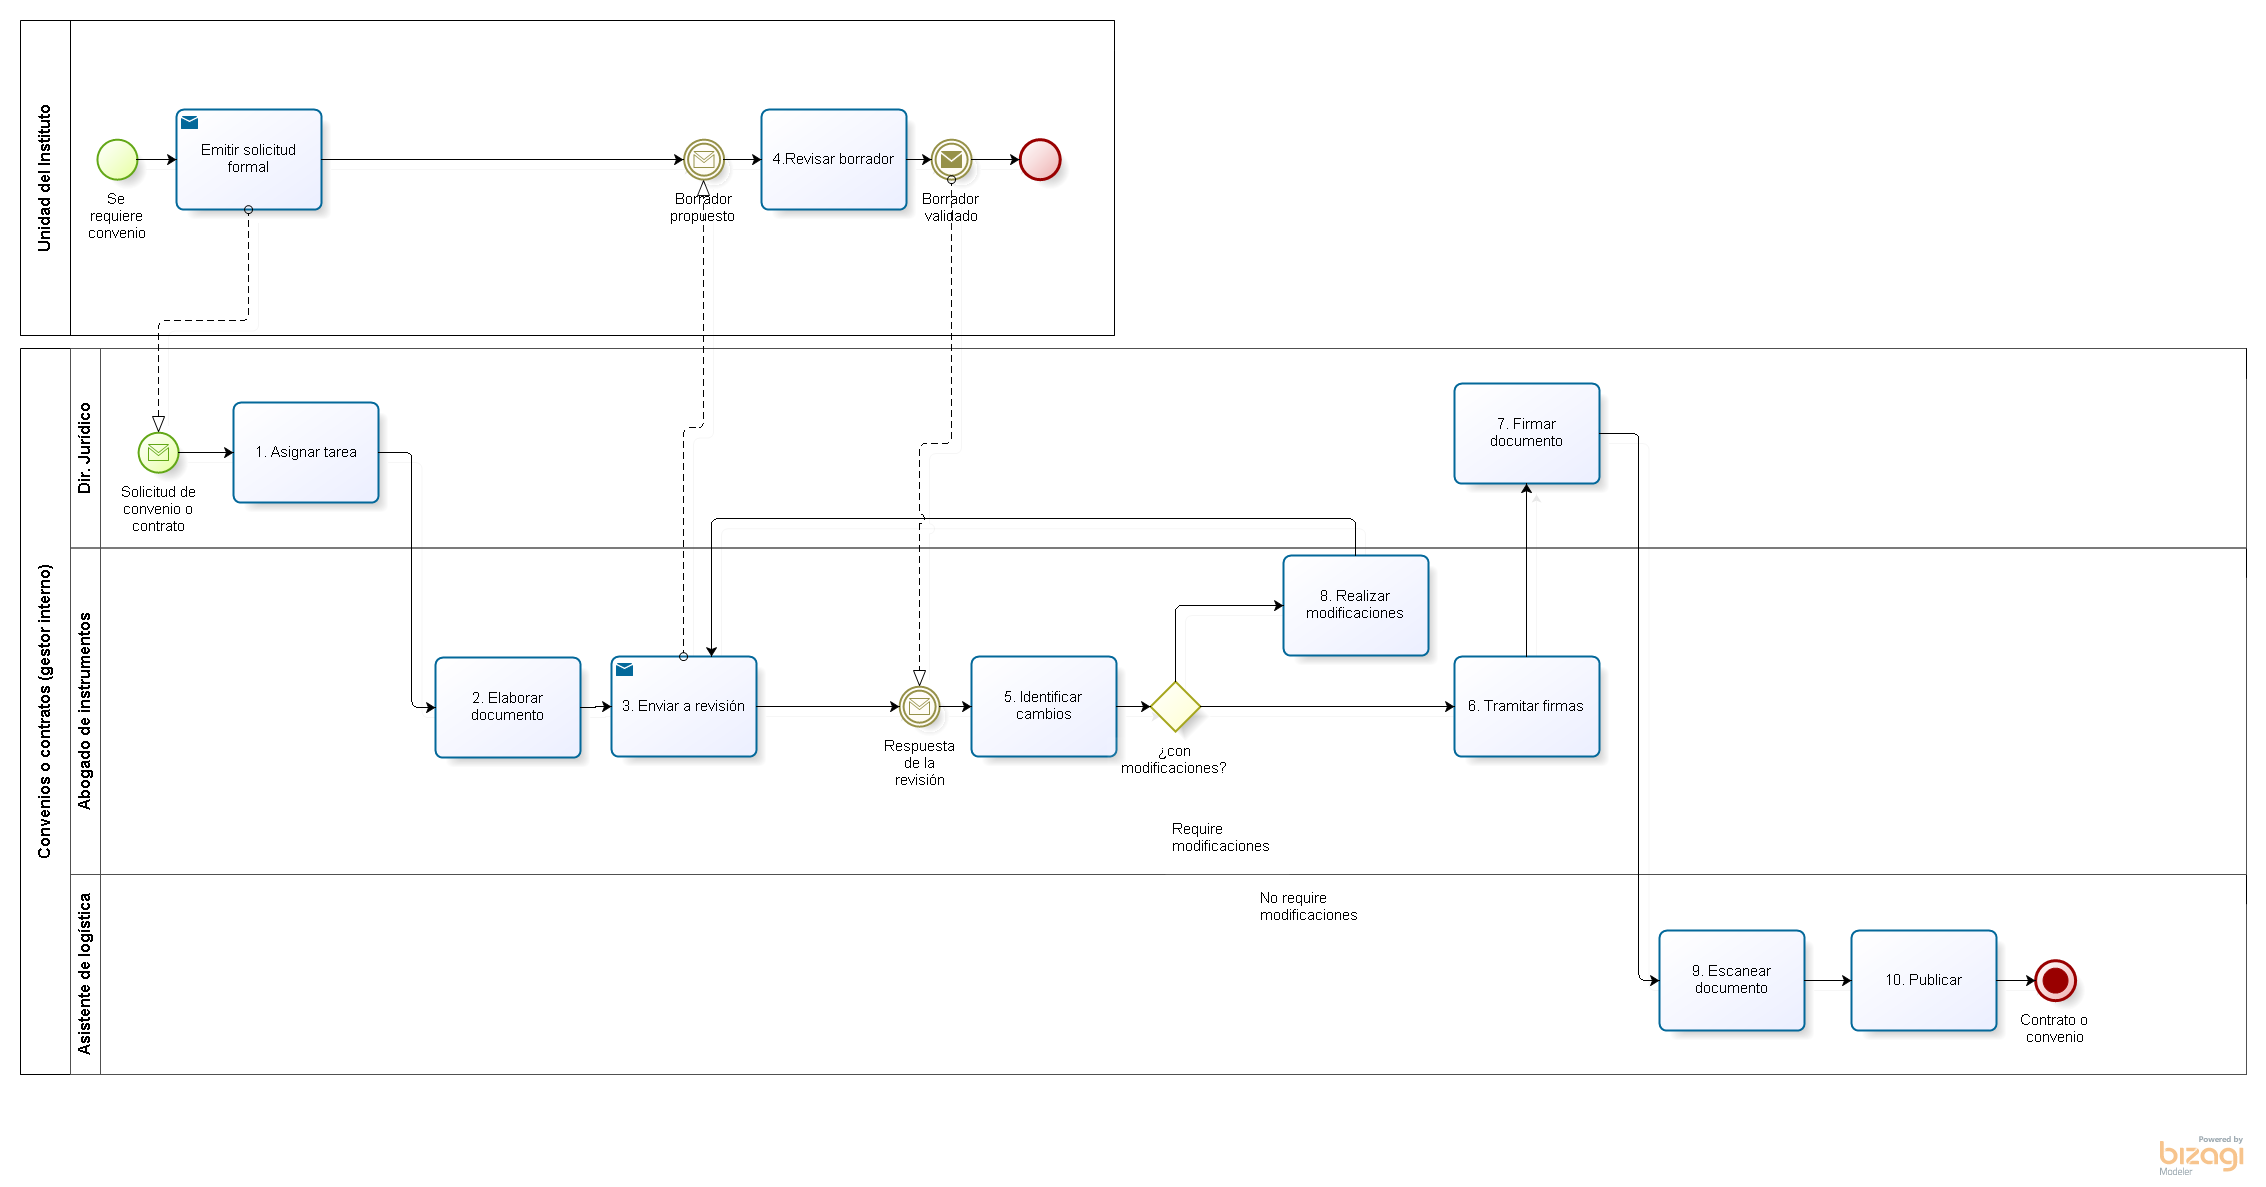 Unidad del Instituto
Emitir solicitud
formal
Se
requiere
convenio
Borrador
propuesto
4.Revisar borrador
Borrador
validado
Convenios o contratos (gestor interno)
Dir. Jurídico
Solicitud de
convenio o
contrato
1. Asignar tarea
7. Firmar
documento
Abogado de instrumentos
2. Elaborar
documento
3. Enviar a revisión
Respuesta
de la
revisión
5. Identificar
cambios
¿con
modificaciones?
8. Realizar
modificaciones
6. Tramitar firmas
Require
modificaciones
Asistente de logística
No require
modificaciones
9. Escanear
documento
10. Publicar
Contrato o
convenio
Powered by
bizagi
Modeler